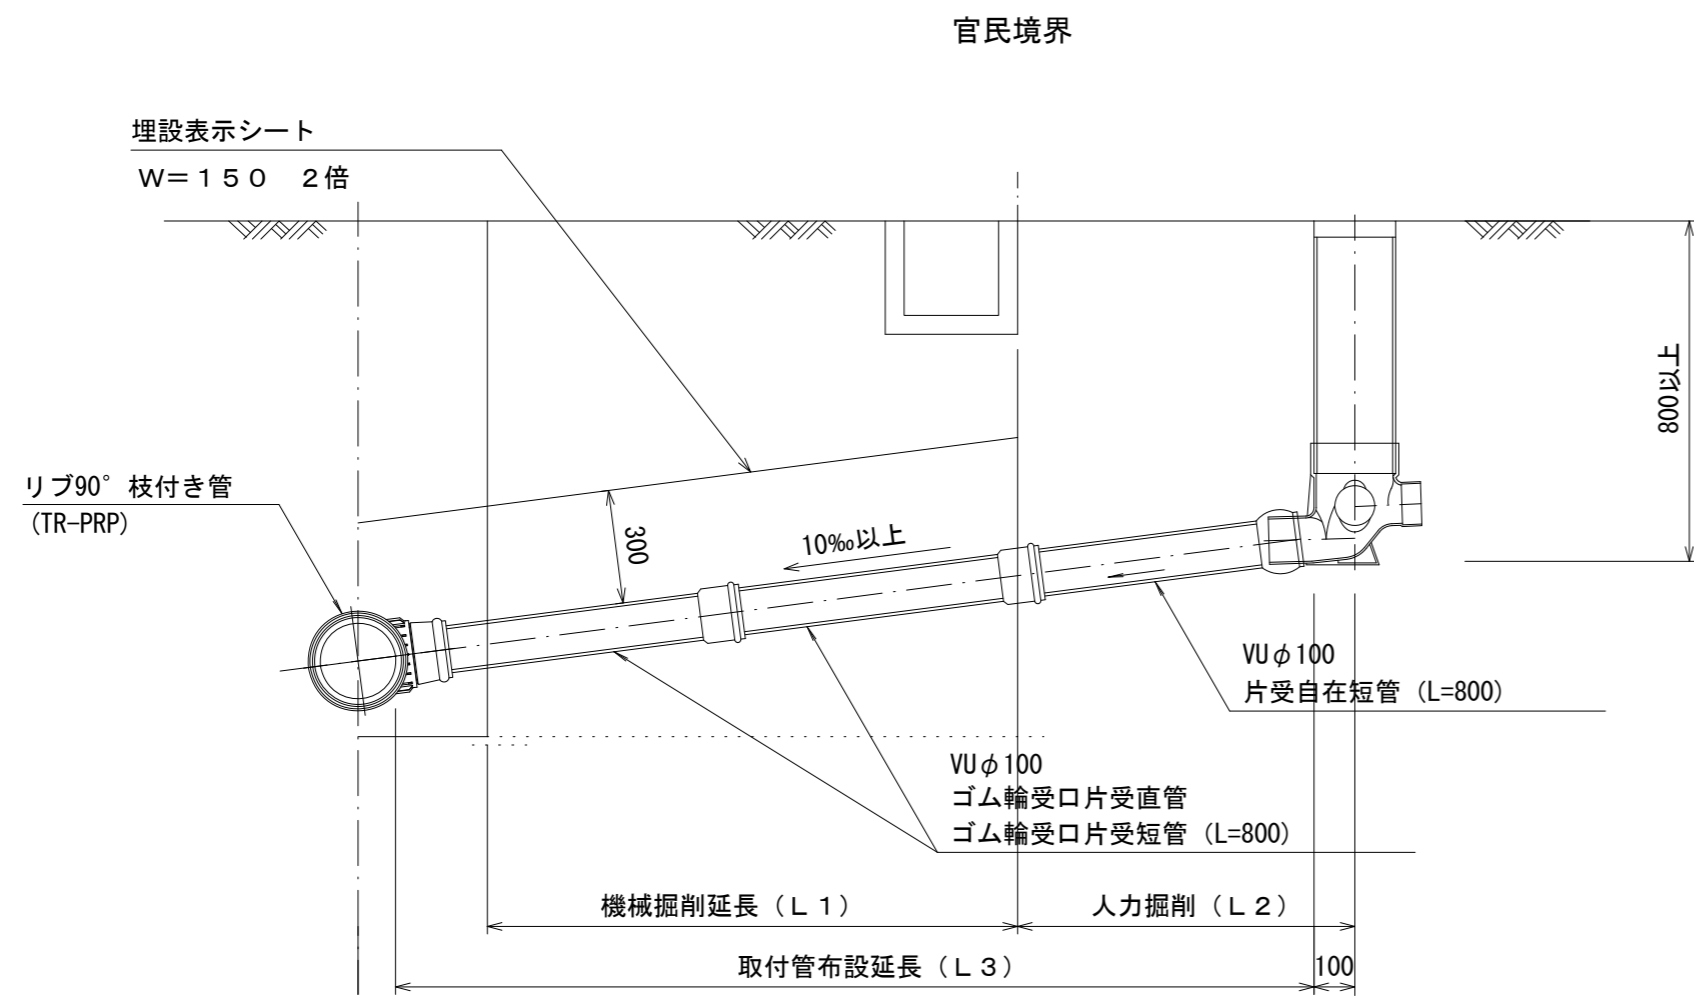 官民境界
埋設表示シート
W=150 2倍
800以上
リブ90°枝付き管
(TR-PRP)
300
10‰以上
VUφ100
片受自在短管 (L=800)
VUφ100
ゴム輪受口片受直管
ゴム輪受口片受短管 (L=800)
機械掘削延長(L1)
人力掘削(L2)
取付管布設延長(L3)
100